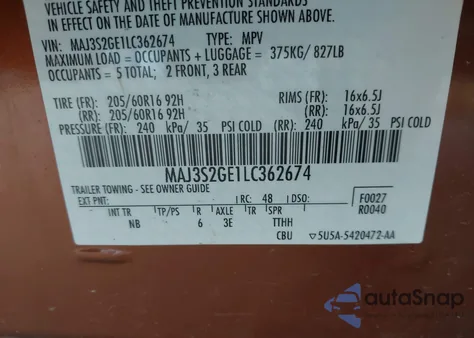 VEHICLE SAFETY AND THEFT PREVENTION STANDARDS
IN EFFECT ON THE DATE OF MANUFACTURE SHOWN ABOVE
VIN: MAJ3S2GE1LC362674 TYPE: MPV
MAXIMUM LOAD = OCCUPANTS + LUGGAGE = 375KG/ 827LB
OCCUPANTS = 5 TOTAL; 2 FRONT, 3 REAR
TIRE (FR): 205/60R16 92H RIMS (FR): 16x6.5J
(RR): 205/60R16 92H (RR): 16x6.5J
PRESSURE (FR): 240 kPa/ 35 PSI COLD (RR): 240 kPa/ 35 PSI COLD
MAJ3S2GE1LC362674
TRAILER TOWING - SEE OWNER GUIDE
EXT PNT: RC: 48 DSO: F0027
R0040
INT TR TP/PS R AXLE TR SPR
NB 6 3E TTHH
CBU 5U5A-5420472-AA
autoSnap